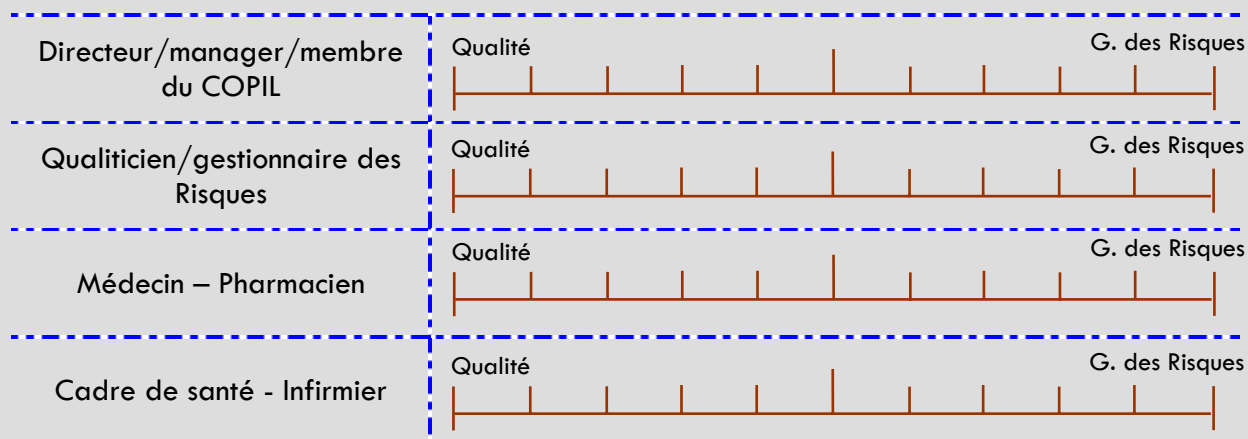 Directeur/manager/membre
du COPIL
Qualité
G. des Risques
Qualiticien/gestionnaire des
Risques
Qualité
G. des Risques
Médecin – Pharmacien
Qualité
G. des Risques
Cadre de santé - Infirmier
Qualité
G. des Risques